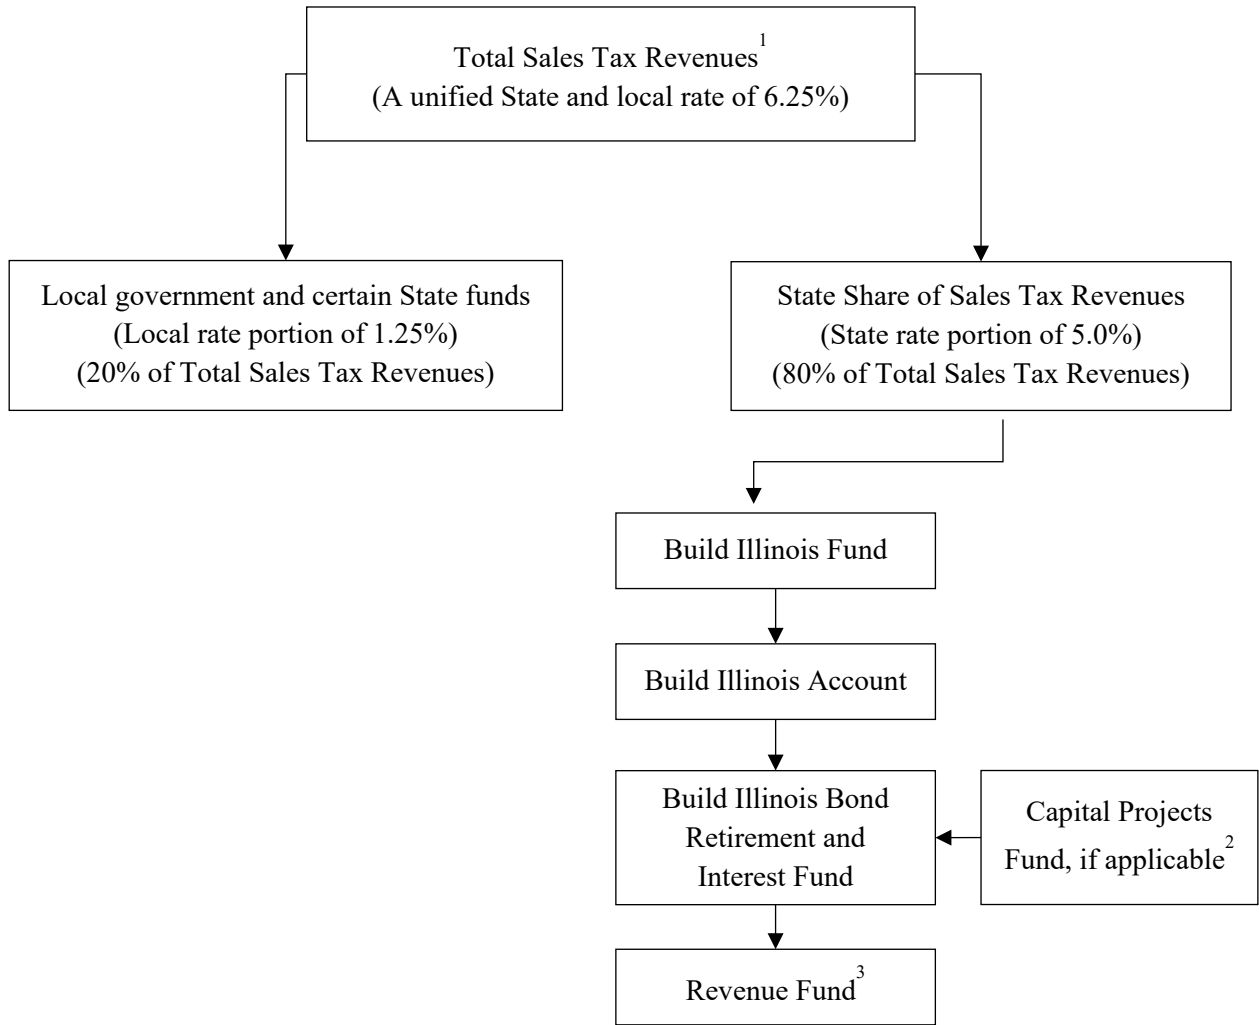 Total Sales Tax Revenues1
(A unified State and local rate of 6.25%)
Local government and certain State funds
(Local rate portion of 1.25%)
(20% of Total Sales Tax Revenues)
State Share of Sales Tax Revenues
(State rate portion of 5.0%)
(80% of Total Sales Tax Revenues)
Build Illinois Fund
Build Illinois Account
Build Illinois Bond
Retirement and
Interest Fund
Capital Projects
Fund, if applicable2
Revenue Fund3